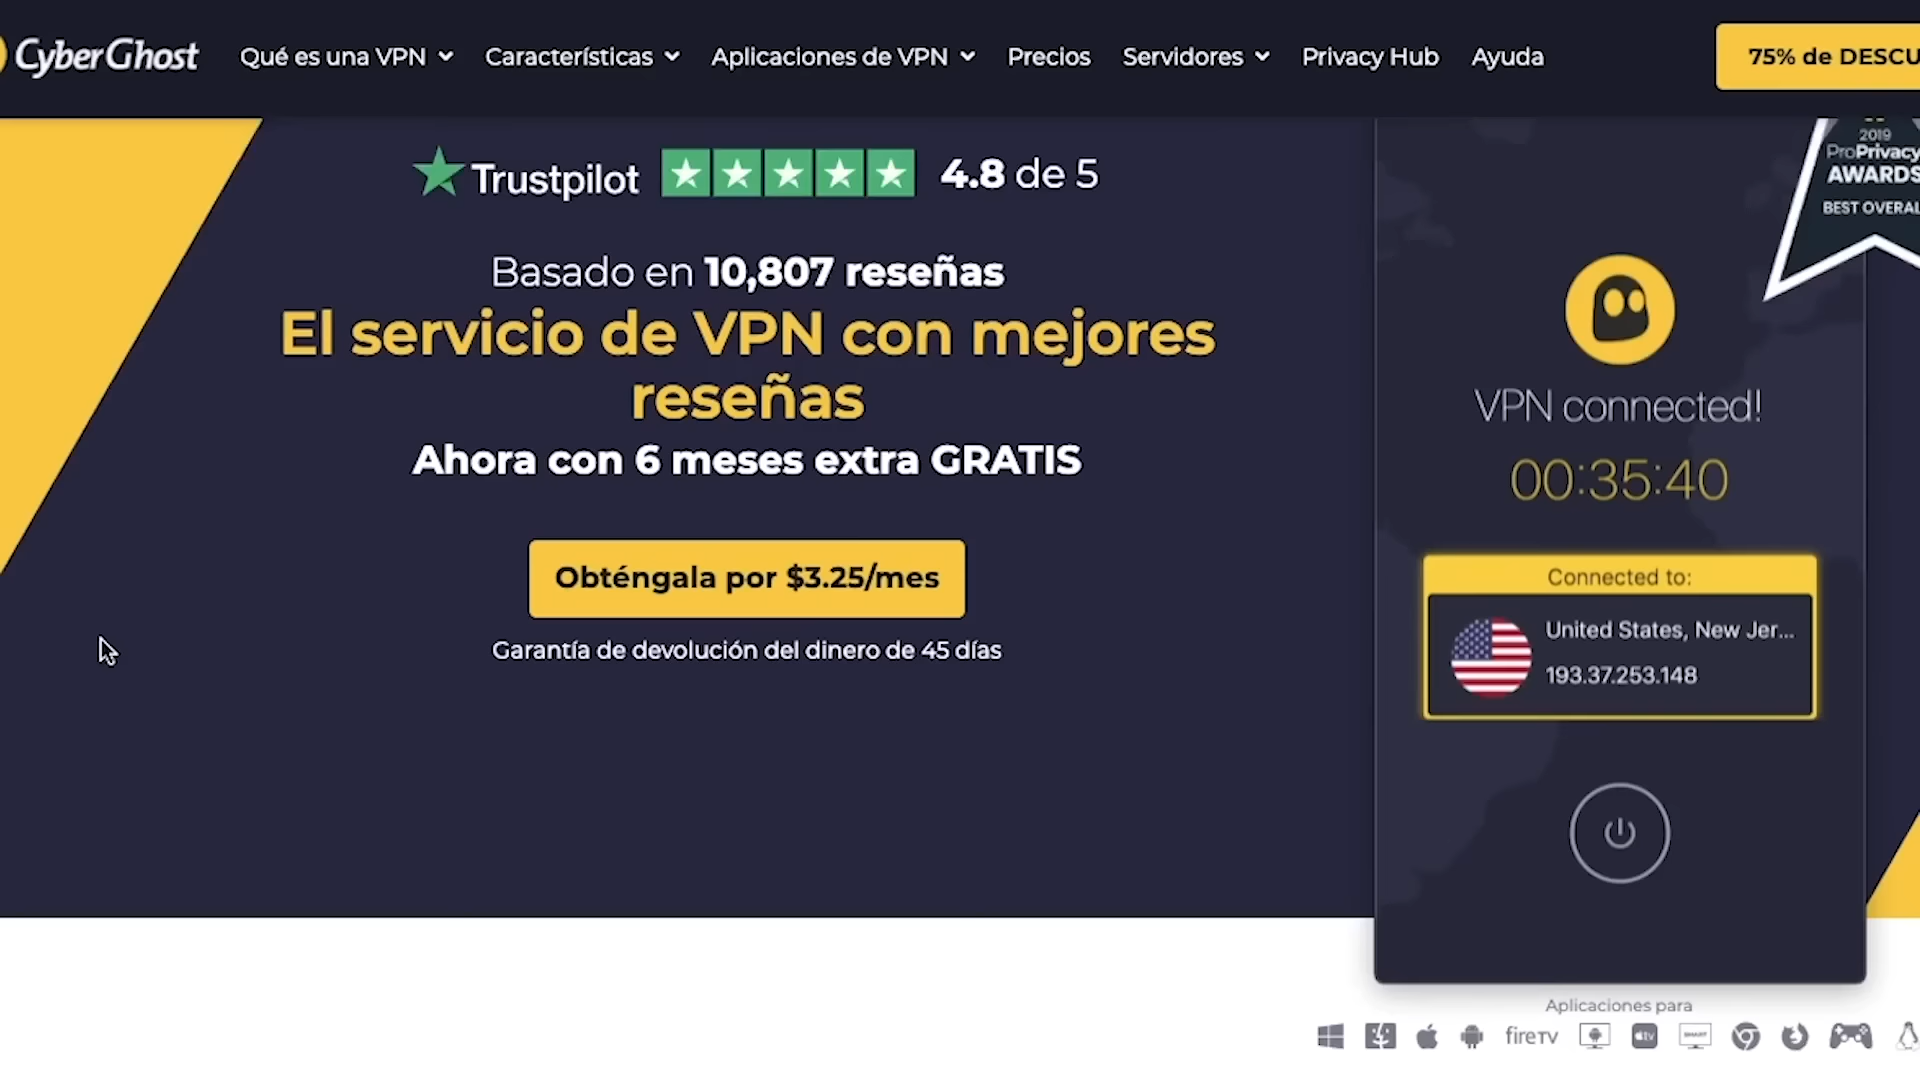 CyberGhost
Qué es una VPN
Características
Aplicaciones de VPN
Precios
Servidores
Privacy Hub
Ayuda
75% de DESCU
Trustpilot
4.8 de 5
Basado en 10,807 reseñas
El servicio de VPN con mejores
reseñas
Ahora con 6 meses extra GRATIS
Obténgala por $3.25/mes
Garantía de devolución del dinero de 45 días
2019
ProPrivacy
AWARDS
BEST OVERAL
VPN connected!
00:35:40
Connected to:
United States, New Jer...
193.37.253.148
Aplicaciones para
fireTV
tv
SMART